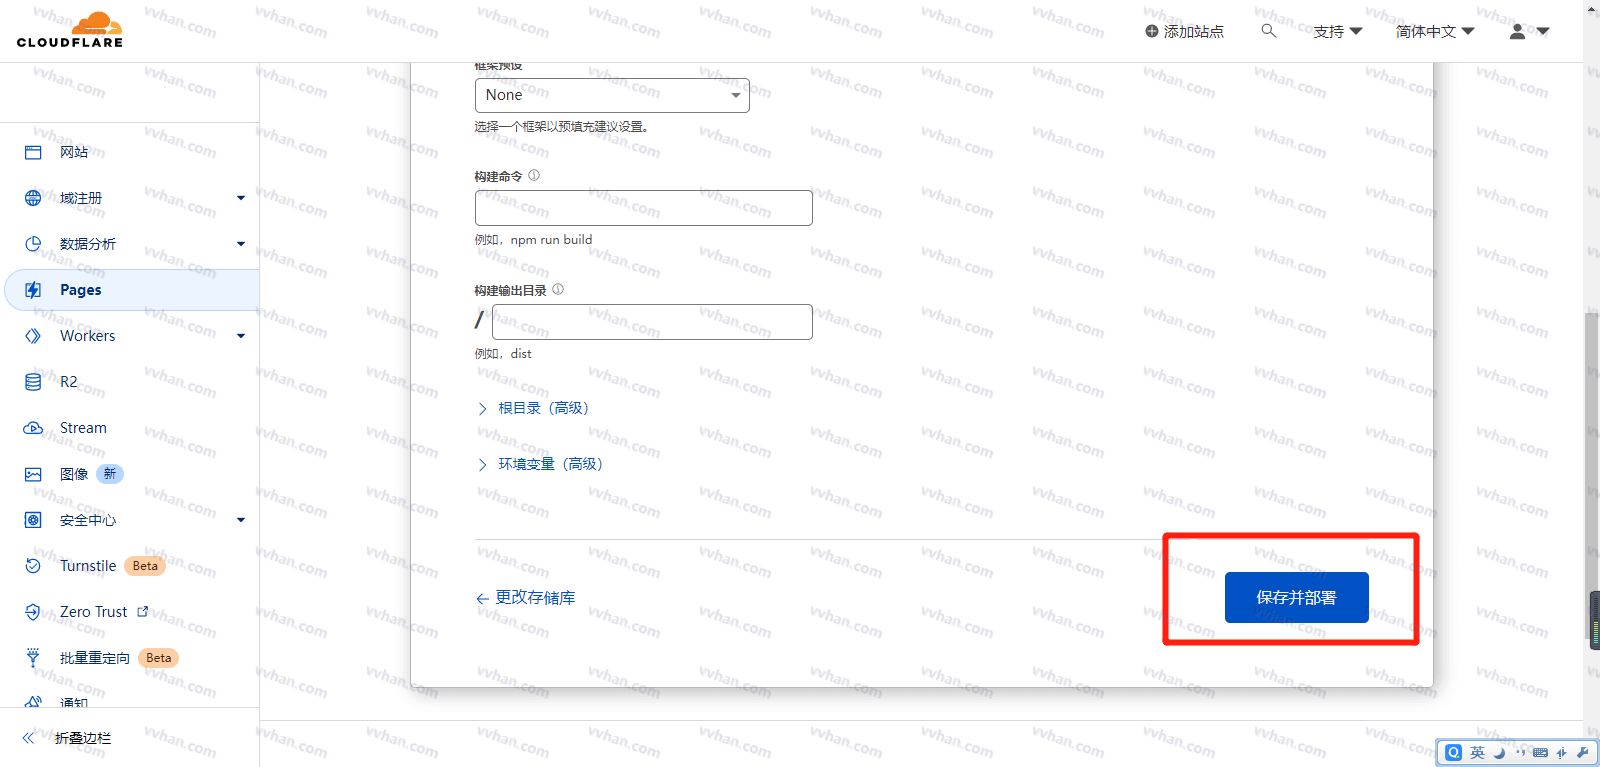 CLOUDFLARE
添加站点
支持
简体中文
框架预设
None
选择一个框架以预填充建议设置。
构建命令
例如，npm run build
构建输出目录
/
例如，dist
根目录（高级）
环境变量（高级）
更改存储库
保存并部署
网站
域注册
数据分析
Pages
Workers
R2
Stream
图像 新
安全中心
Turnstile Beta
Zero Trust
批量重定向 Beta
通知
折叠边栏
英
vvhan.com